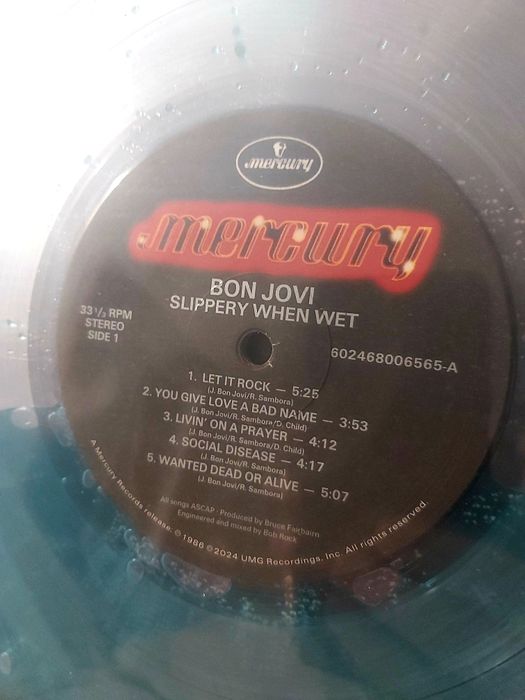 mercury
mercury
BON JOVI
SLIPPERY WHEN WET
33 1/3 RPM
STEREO
SIDE 1
602468006565-A
1. LET IT ROCK — 5:25
(J. Bon Jovi/R. Sambora)
2. YOU GIVE LOVE A BAD NAME — 3:53
(J. Bon Jovi/R. Sambora/D. Child)
3. LIVIN' ON A PRAYER — 4:12
(J. Bon Jovi/R. Sambora/D. Child)
4. SOCIAL DISEASE — 4:17
(J. Bon Jovi/R. Sambora)
5. WANTED DEAD OR ALIVE — 5:07
(J. Bon Jovi/R. Sambora)
All songs ASCAP · Produced by Bruce Fairbairn
Engineered and mixed by Bob Rock
A Mercury Records release. ℗ 1986 © 2024 UMG Recordings, Inc. All rights reserved.